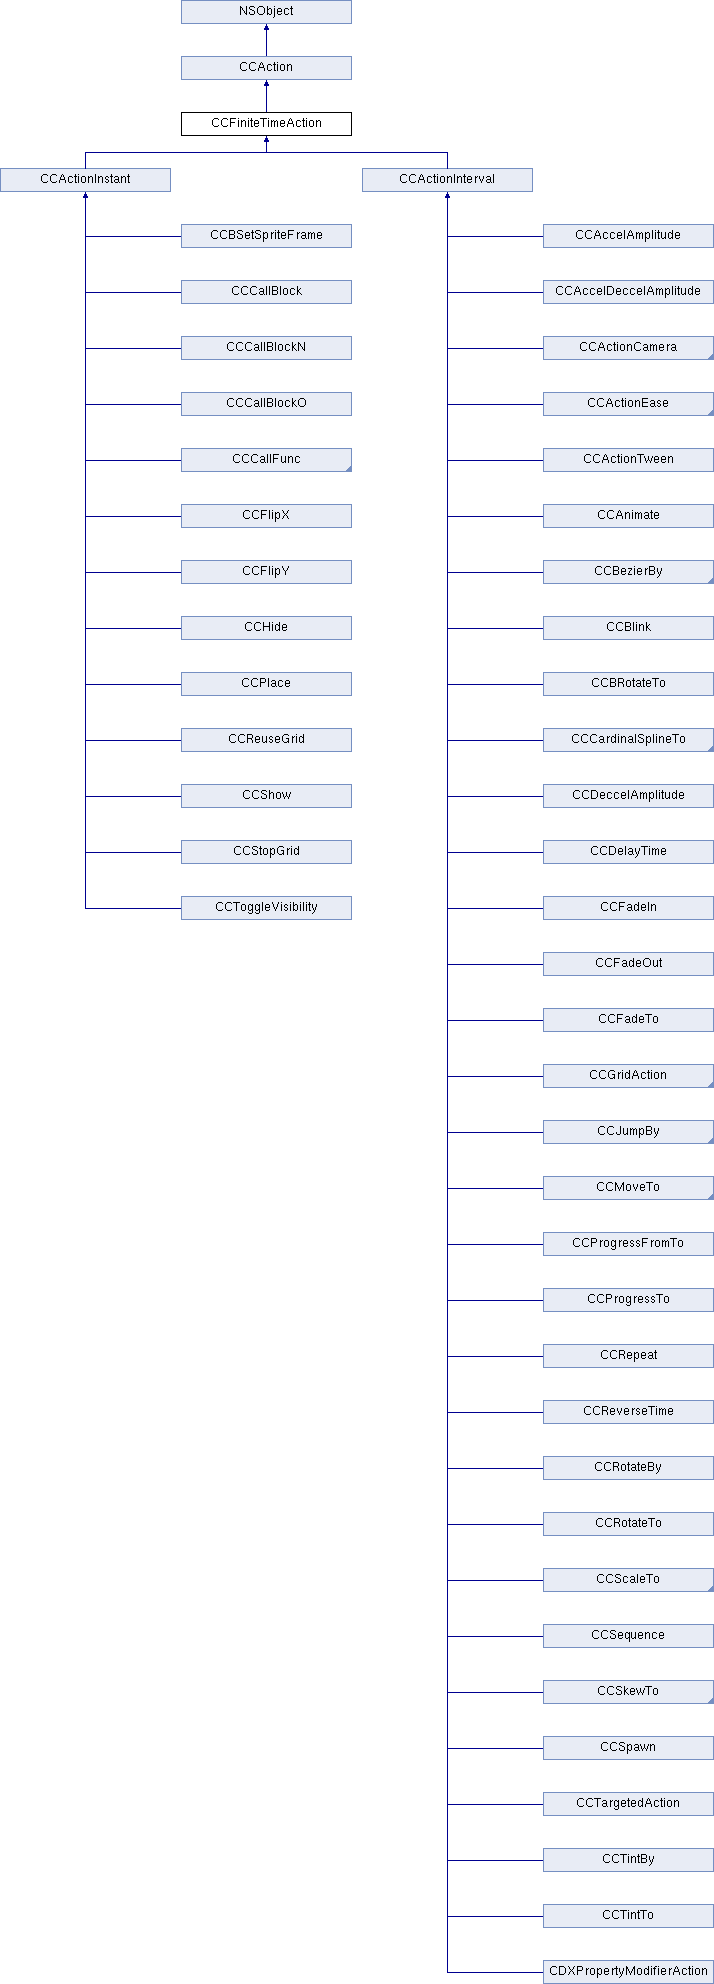 NSObject
CCAction
CCFiniteTimeAction
CCActionInstant
CCActionInterval
CCBSetSpriteFrame
CCAccelAmplitude
CCCallBlock
CCAccelDeccelAmplitude
CCCallBlockN
CCActionCamera
CCCallBlockO
CCActionEase
CCCallFunc
CCActionTween
CCFlipX
CCAnimate
CCFlipY
CCBezierBy
CCHide
CCBlink
CCPlace
CCBRotateTo
CCReuseGrid
CCCardinalSplineTo
CCShow
CCDeccelAmplitude
CCStopGrid
CCDelayTime
CCToggleVisibility
CCFadeIn
CCFadeOut
CCFadeTo
CCGridAction
CCJumpBy
CCMoveTo
CCProgressFromTo
CCProgressTo
CCRepeat
CCReverseTime
CCRotateBy
CCRotateTo
CCScaleTo
CCSequence
CCSkewTo
CCSpawn
CCTargetedAction
CCTintBy
CCTintTo
CDXPropertyModifierAction